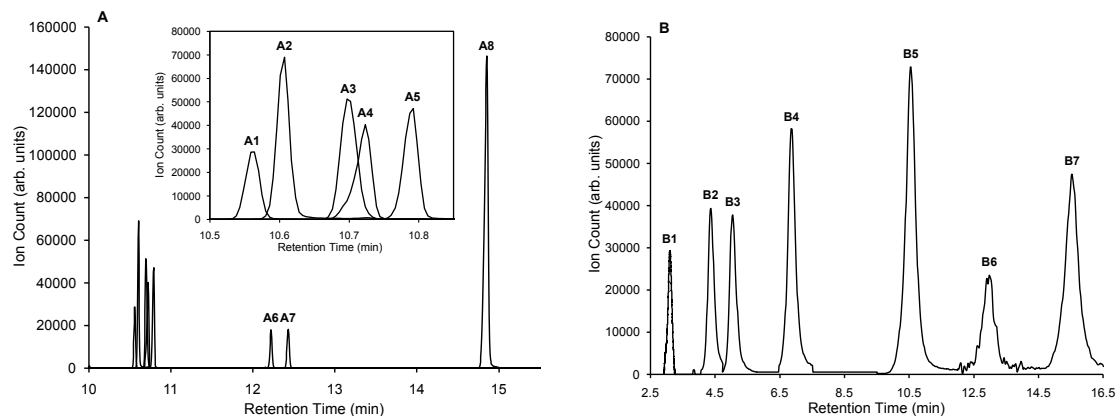 A
160000
140000
120000
100000
80000
60000
40000
20000
0
Ion Count (arb. units)
10 11 12 13 14 15
Retention Time (min)
A6 A7
A8
80000
70000
60000
50000
40000
30000
20000
10000
0
Ion Count (arb. units)
A1
A2
A3
A4
A5
10.5 10.6 10.7 10.8
Retention Time (min)
B
80000
70000
60000
50000
40000
30000
20000
10000
0
Ion Count (arb. units)
B1
B2
B3
B4
B5
B6
B7
2.5 4.5 6.5 8.5 10.5 12.5 14.5 16.5
Retention Time (min)